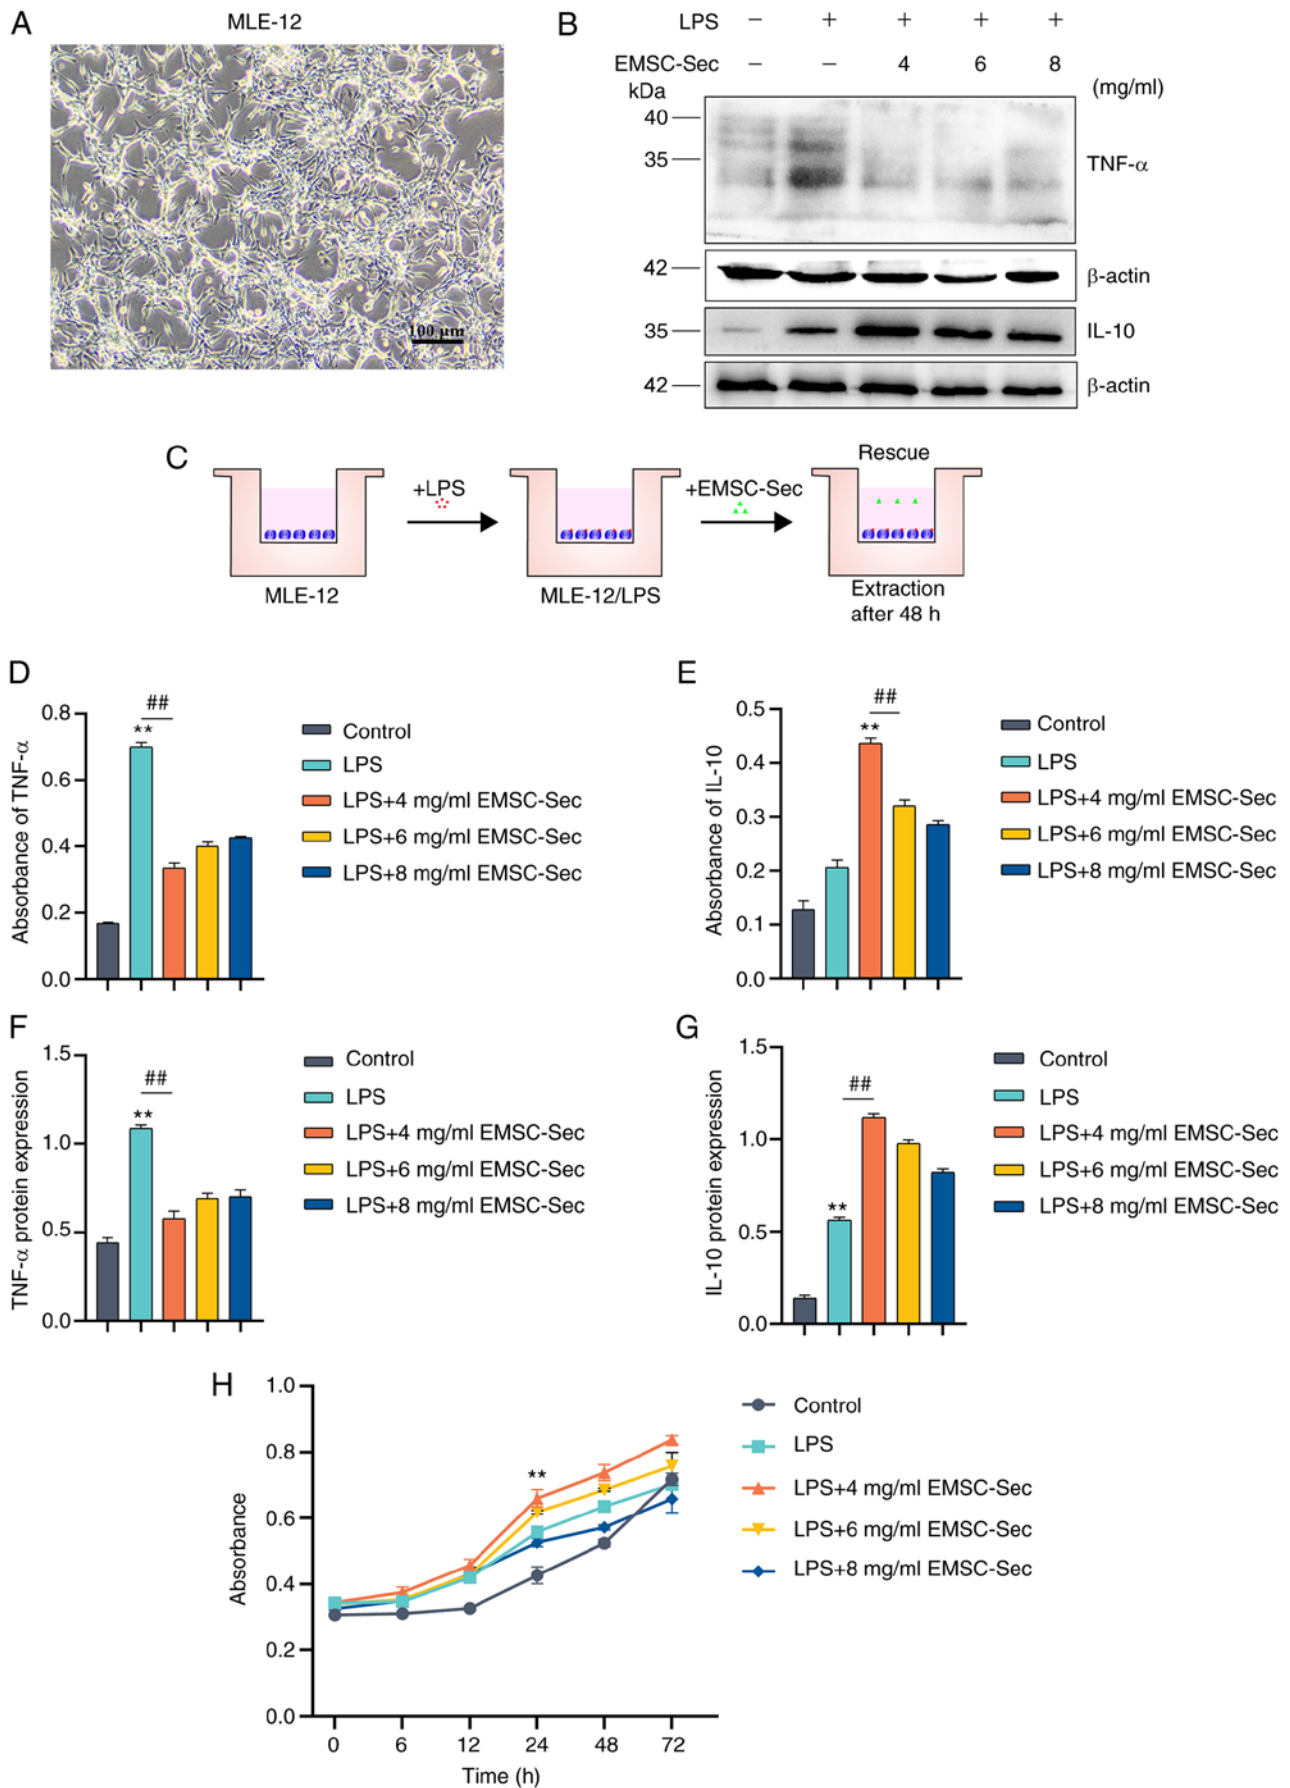 A
MLE-12
100 µm
B
LPS − + + + +
EMSC-Sec − − 4 6 8
(mg/ml)
kDa
40
35
TNF-α
42
β-actin
35
IL-10
42
β-actin
C
+LPS
+EMSC-Sec
Rescue
MLE-12
MLE-12/LPS
Extraction
after 48 h
D
Absorbance of TNF-α
0.8
0.6
0.4
0.2
0.0
**
##
Control
LPS
LPS+4 mg/ml EMSC-Sec
LPS+6 mg/ml EMSC-Sec
LPS+8 mg/ml EMSC-Sec
E
Absorbance of IL-10
0.5
0.4
0.3
0.2
0.1
0.0
**
##
Control
LPS
LPS+4 mg/ml EMSC-Sec
LPS+6 mg/ml EMSC-Sec
LPS+8 mg/ml EMSC-Sec
F
TNF-α protein expression
1.5
1.0
0.5
0.0
**
##
Control
LPS
LPS+4 mg/ml EMSC-Sec
LPS+6 mg/ml EMSC-Sec
LPS+8 mg/ml EMSC-Sec
G
IL-10 protein expression
1.5
1.0
0.5
0.0
**
##
Control
LPS
LPS+4 mg/ml EMSC-Sec
LPS+6 mg/ml EMSC-Sec
LPS+8 mg/ml EMSC-Sec
H
Absorbance
1.0
0.8
0.6
0.4
0.2
0.0
**
0 6 12 24 48 72
Time (h)
Control
LPS
LPS+4 mg/ml EMSC-Sec
LPS+6 mg/ml EMSC-Sec
LPS+8 mg/ml EMSC-Sec